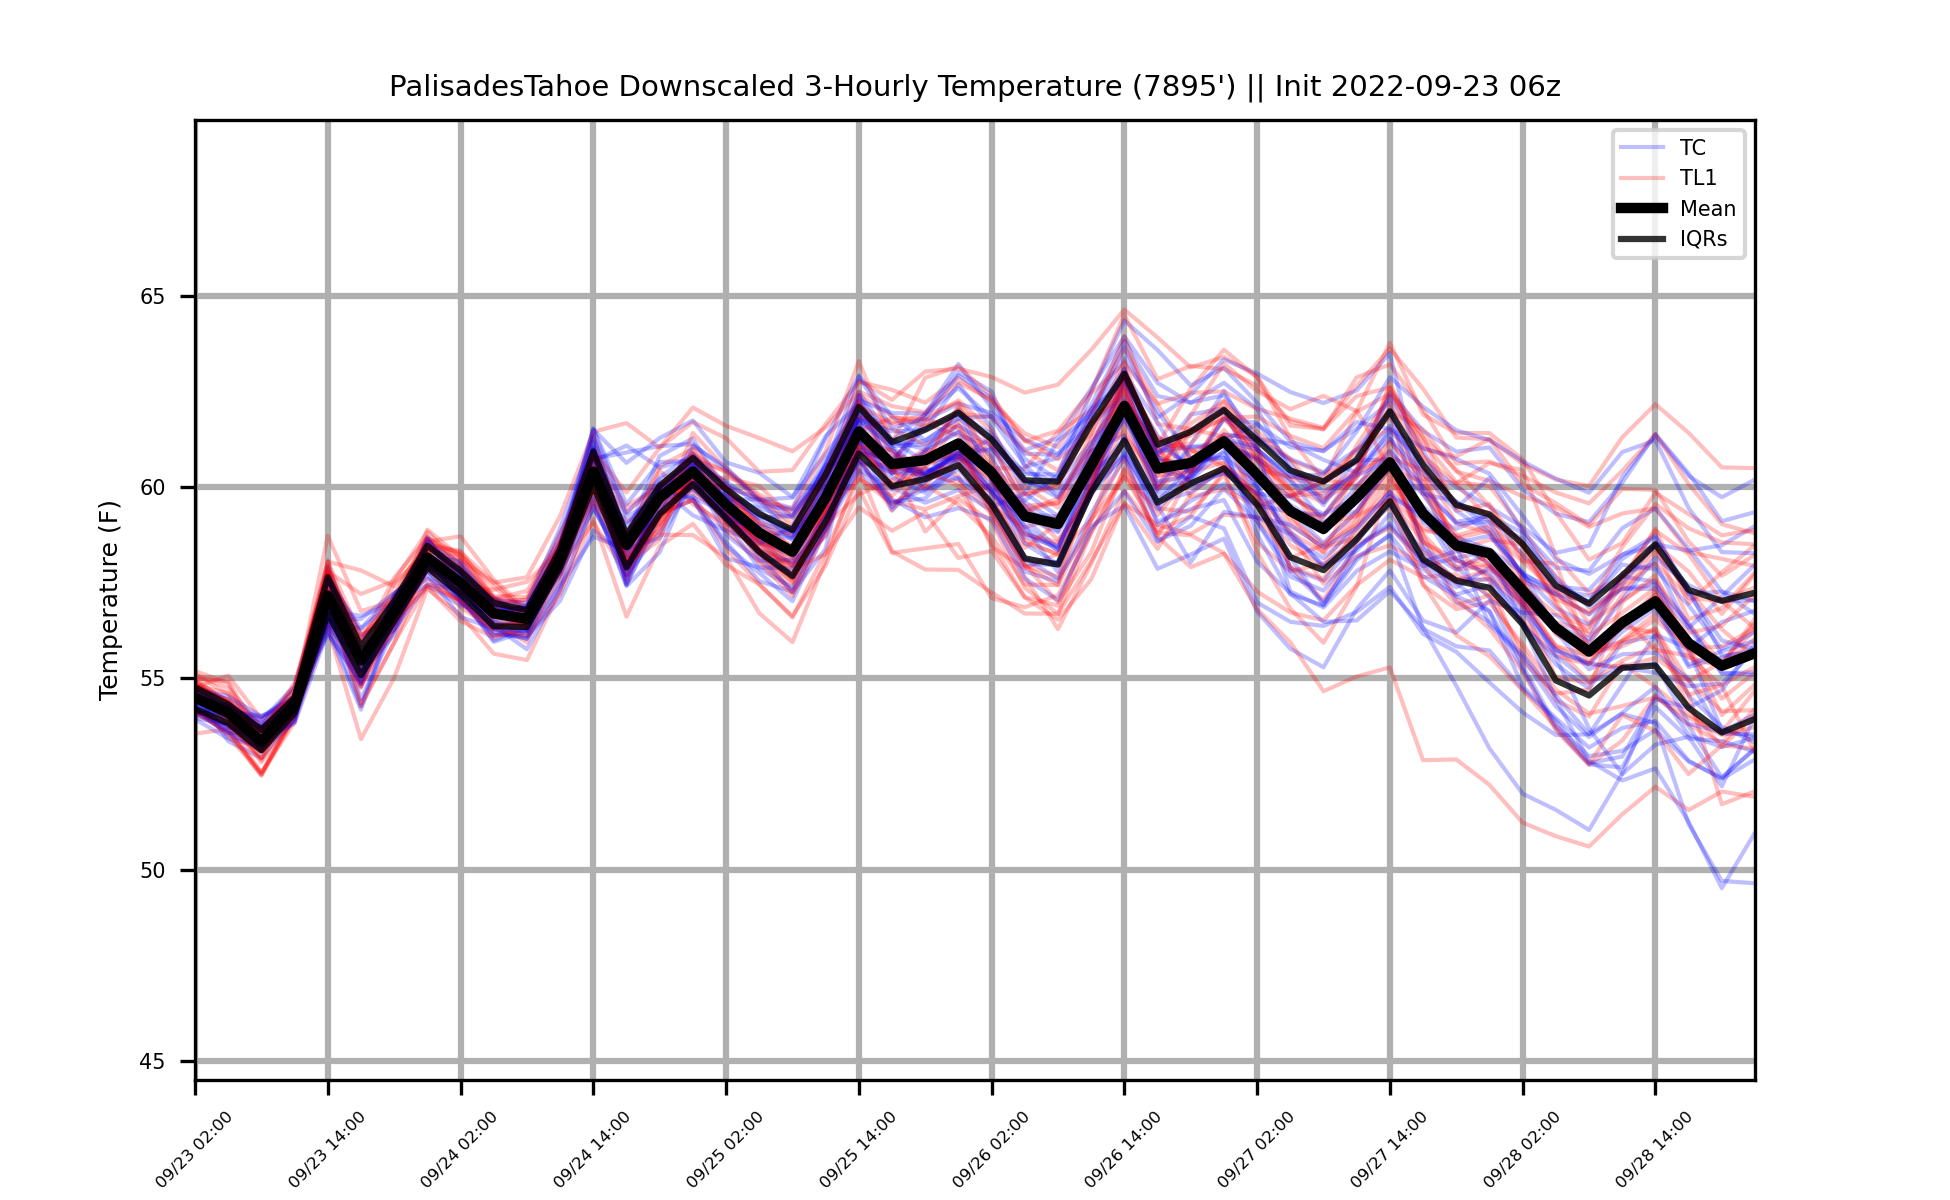 PalisadesTahoe Downscaled 3-Hourly Temperature (7895') || Init 2022-09-23 06z
TC
TL1
Mean
IQRs
Temperature (F)
65
60
55
50
45
09/23 02:00
09/23 14:00
09/24 02:00
09/24 14:00
09/25 02:00
09/25 14:00
09/26 02:00
09/26 14:00
09/27 02:00
09/27 14:00
09/28 02:00
09/28 14:00